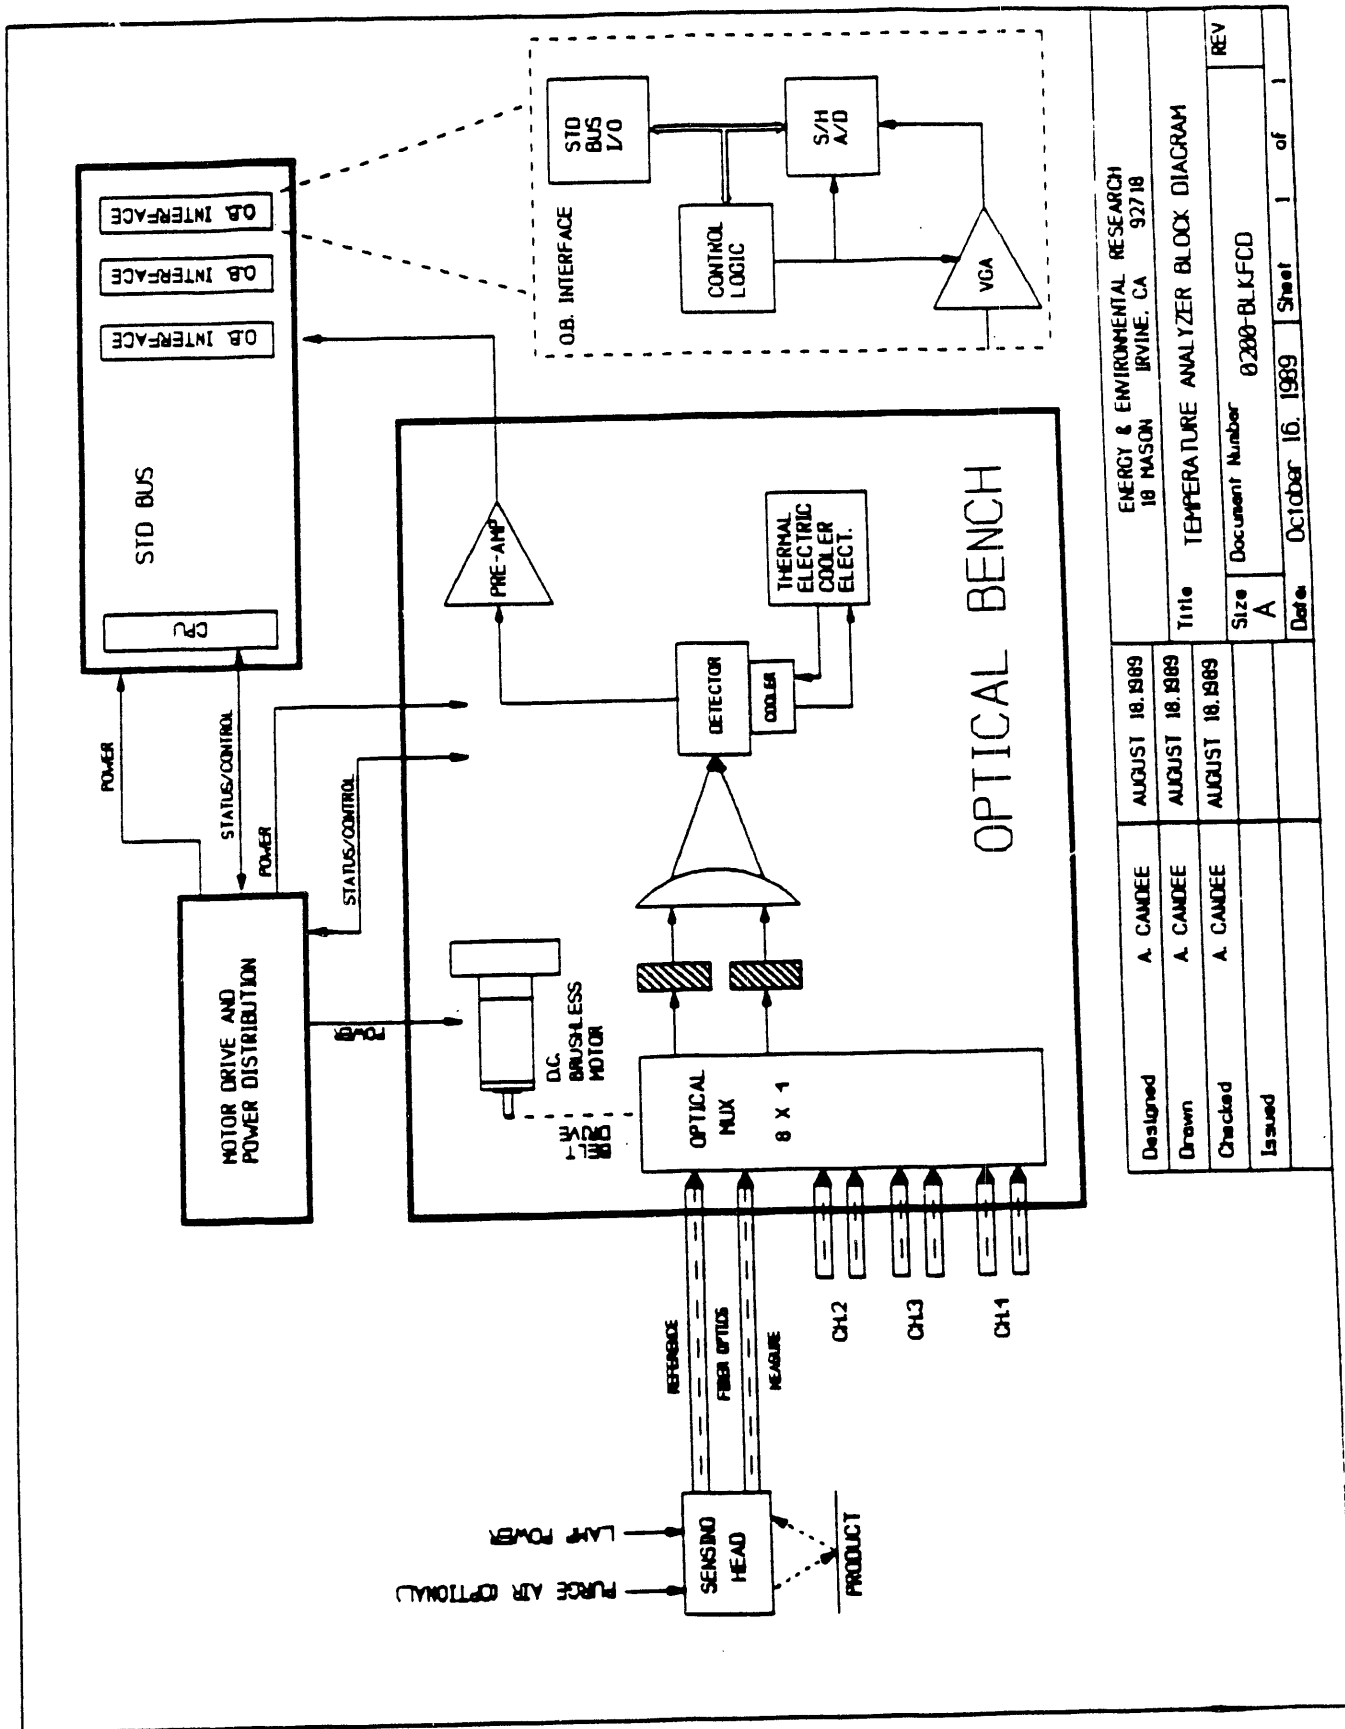 MOTOR DRIVE AND
POWER DISTRIBUTION
POWER
STATUS/CONTROL
POWER
STATUS/CONTROL
POWER
STD BUS
CPU
O.B. INTERFACE
O.B. INTERFACE
O.B. INTERFACE
O.B. INTERFACE
STD
BUS
I/O
CONTROL
LOGIC
S/H
A/D
VGA
D.C.
BRUSHLESS
MOTOR
BELT
DRIVE
PRE-AMP
OPTICAL
MUX
8 X 1
DETECTOR
COOLER
THERMAL
ELECTRIC
COOLER
ELECT.
OPTICAL BENCH
PURGE AIR (OPTIONAL)
LAMP POWER
SENSING
HEAD
PRODUCT
REFERENCE
FIBER OPTICS
MEASURE
CH.2
CH.3
CH.4
Designed A. CANDEE AUGUST 18,1989
Drawn A. CANDEE AUGUST 18,1989
Checked A. CANDEE AUGUST 18,1989
Issued
ENERGY & ENVIRONMENTAL RESEARCH
18 MASON IRVINE, CA 92718
Title
TEMPERATURE ANALYZER BLOCK DIAGRAM
Size Document Number REV
A 0200-BLKFCD
Date: October 16, 1989 Sheet 1 of 1